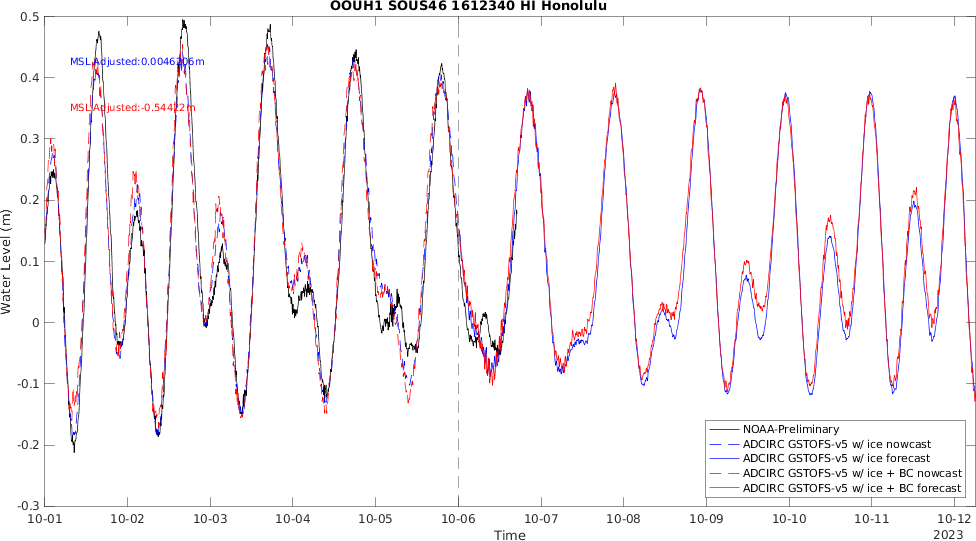 OOUH1 SOUS46 1612340 HI Honolulu
0.5
MSL Adjusted:0.0046206m
0.4
MSL Adjusted:-0.54422m
0.3
0.2
Water Level (m)
0.1
0
-0.1
-0.2
-0.3
NOAA-Preliminary
ADCIRC GSTOFS-v5 w/ ice nowcast
ADCIRC GSTOFS-v5 w/ ice forecast
ADCIRC GSTOFS-v5 w/ ice + BC nowcast
ADCIRC GSTOFS-v5 w/ ice + BC forecast
10-01 10-02 10-03 10-04 10-05 10-06 10-07 10-08 10-09 10-10 10-11 10-12
2023
Time